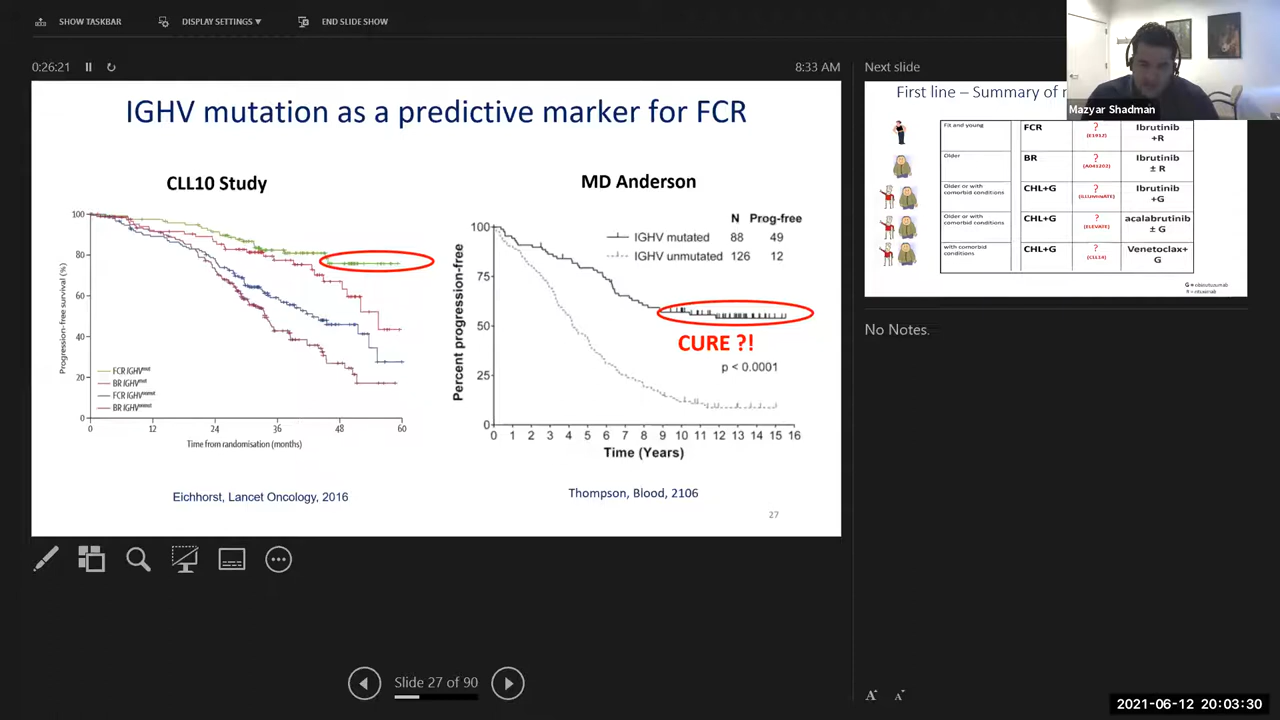 SHOW TASKBAR
DISPLAY SETTINGS ▼
END SLIDE SHOW
0:26:21
8:33 AM
IGHV mutation as a predictive marker for FCR
CLL10 Study
Progression-free survival (%)
100
80
60
40
20
0
FCR IGHVmut
BR IGHVmut
FCR IGHVunmut
BR IGHVunmut
0 12 24 36 48 60
Time from randomisation (months)
Eichhorst, Lancet Oncology, 2016
MD Anderson
N Prog-free
IGHV mutated 88 49
IGHV unmutated 126 12
Percent progression-free
100
75
50
25
0
CURE ?!
p < 0.0001
0 1 2 3 4 5 6 7 8 9 10 11 12 13 14 15 16
Time (Years)
Thompson, Blood, 2106
27
Slide 27 of 90
Next slide
First line – Summary of
Mazyar Shadman
Fit and young FCR ? (E1912) Ibrutinib +R
Older BR ? (A041202) Ibrutinib ± R
Older or with comorbid conditions CHL+G ? (ILLUMINATE) Ibrutinib +G
Older or with comorbid conditions CHL+G ? (ELEVATE) acalabrutinib ± G
with comorbid conditions CHL+G ? (CLL14) Venetoclax+ G
G = obinutuzumab
R = rituximab
No Notes.
A A
2021-06-12 20:03:30